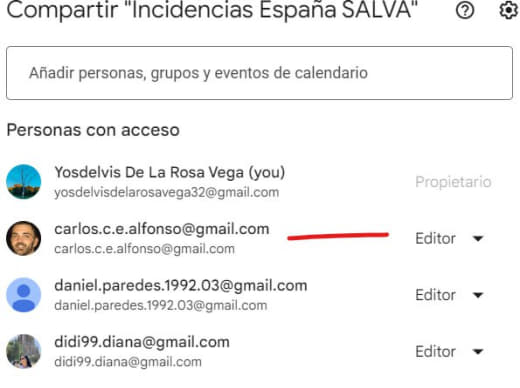 Compartir "Incidencias España SALVA"
Añadir personas, grupos y eventos de calendario
Personas con acceso
Yosdelvis De La Rosa Vega (you)
yosdelvisdelarosavega32@gmail.com
Propietario
carlos.c.e.alfonso@gmail.com
carlos.c.e.alfonso@gmail.com
Editor
daniel.paredes.1992.03@gmail.com
daniel.paredes.1992.03@gmail.com
Editor
didi99.diana@gmail.com
didi99.diana@gmail.com
Editor